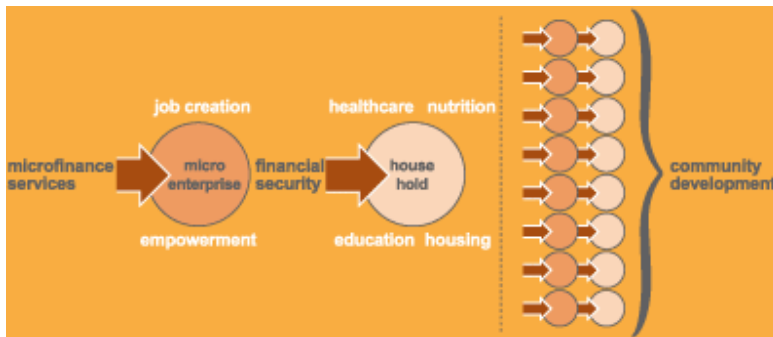 job creation
microfinance
services
micro
enterprise
empowerment
financial
security
healthcare nutrition
house
hold
education housing
community
development